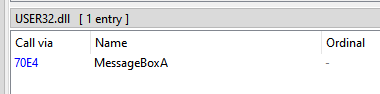 USER32.dll [ 1 entry ]
Call via Name Ordinal
70E4 MessageBoxA -